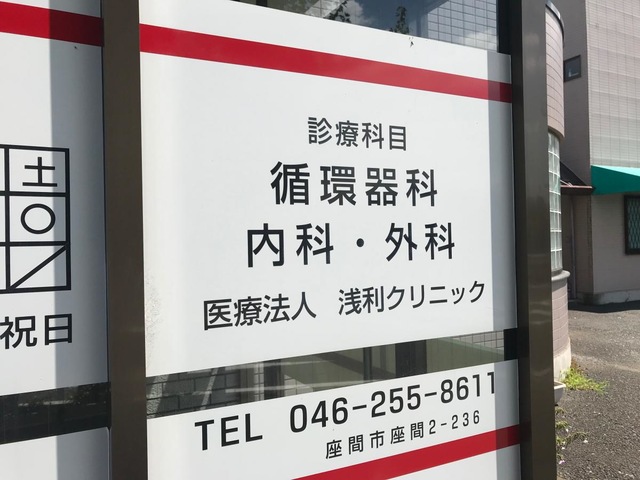 土
祝日
診療科目
循環器科
内科・外科
医療法人 浅利クリニック
TEL 046-255-8611
座間市座間2-236